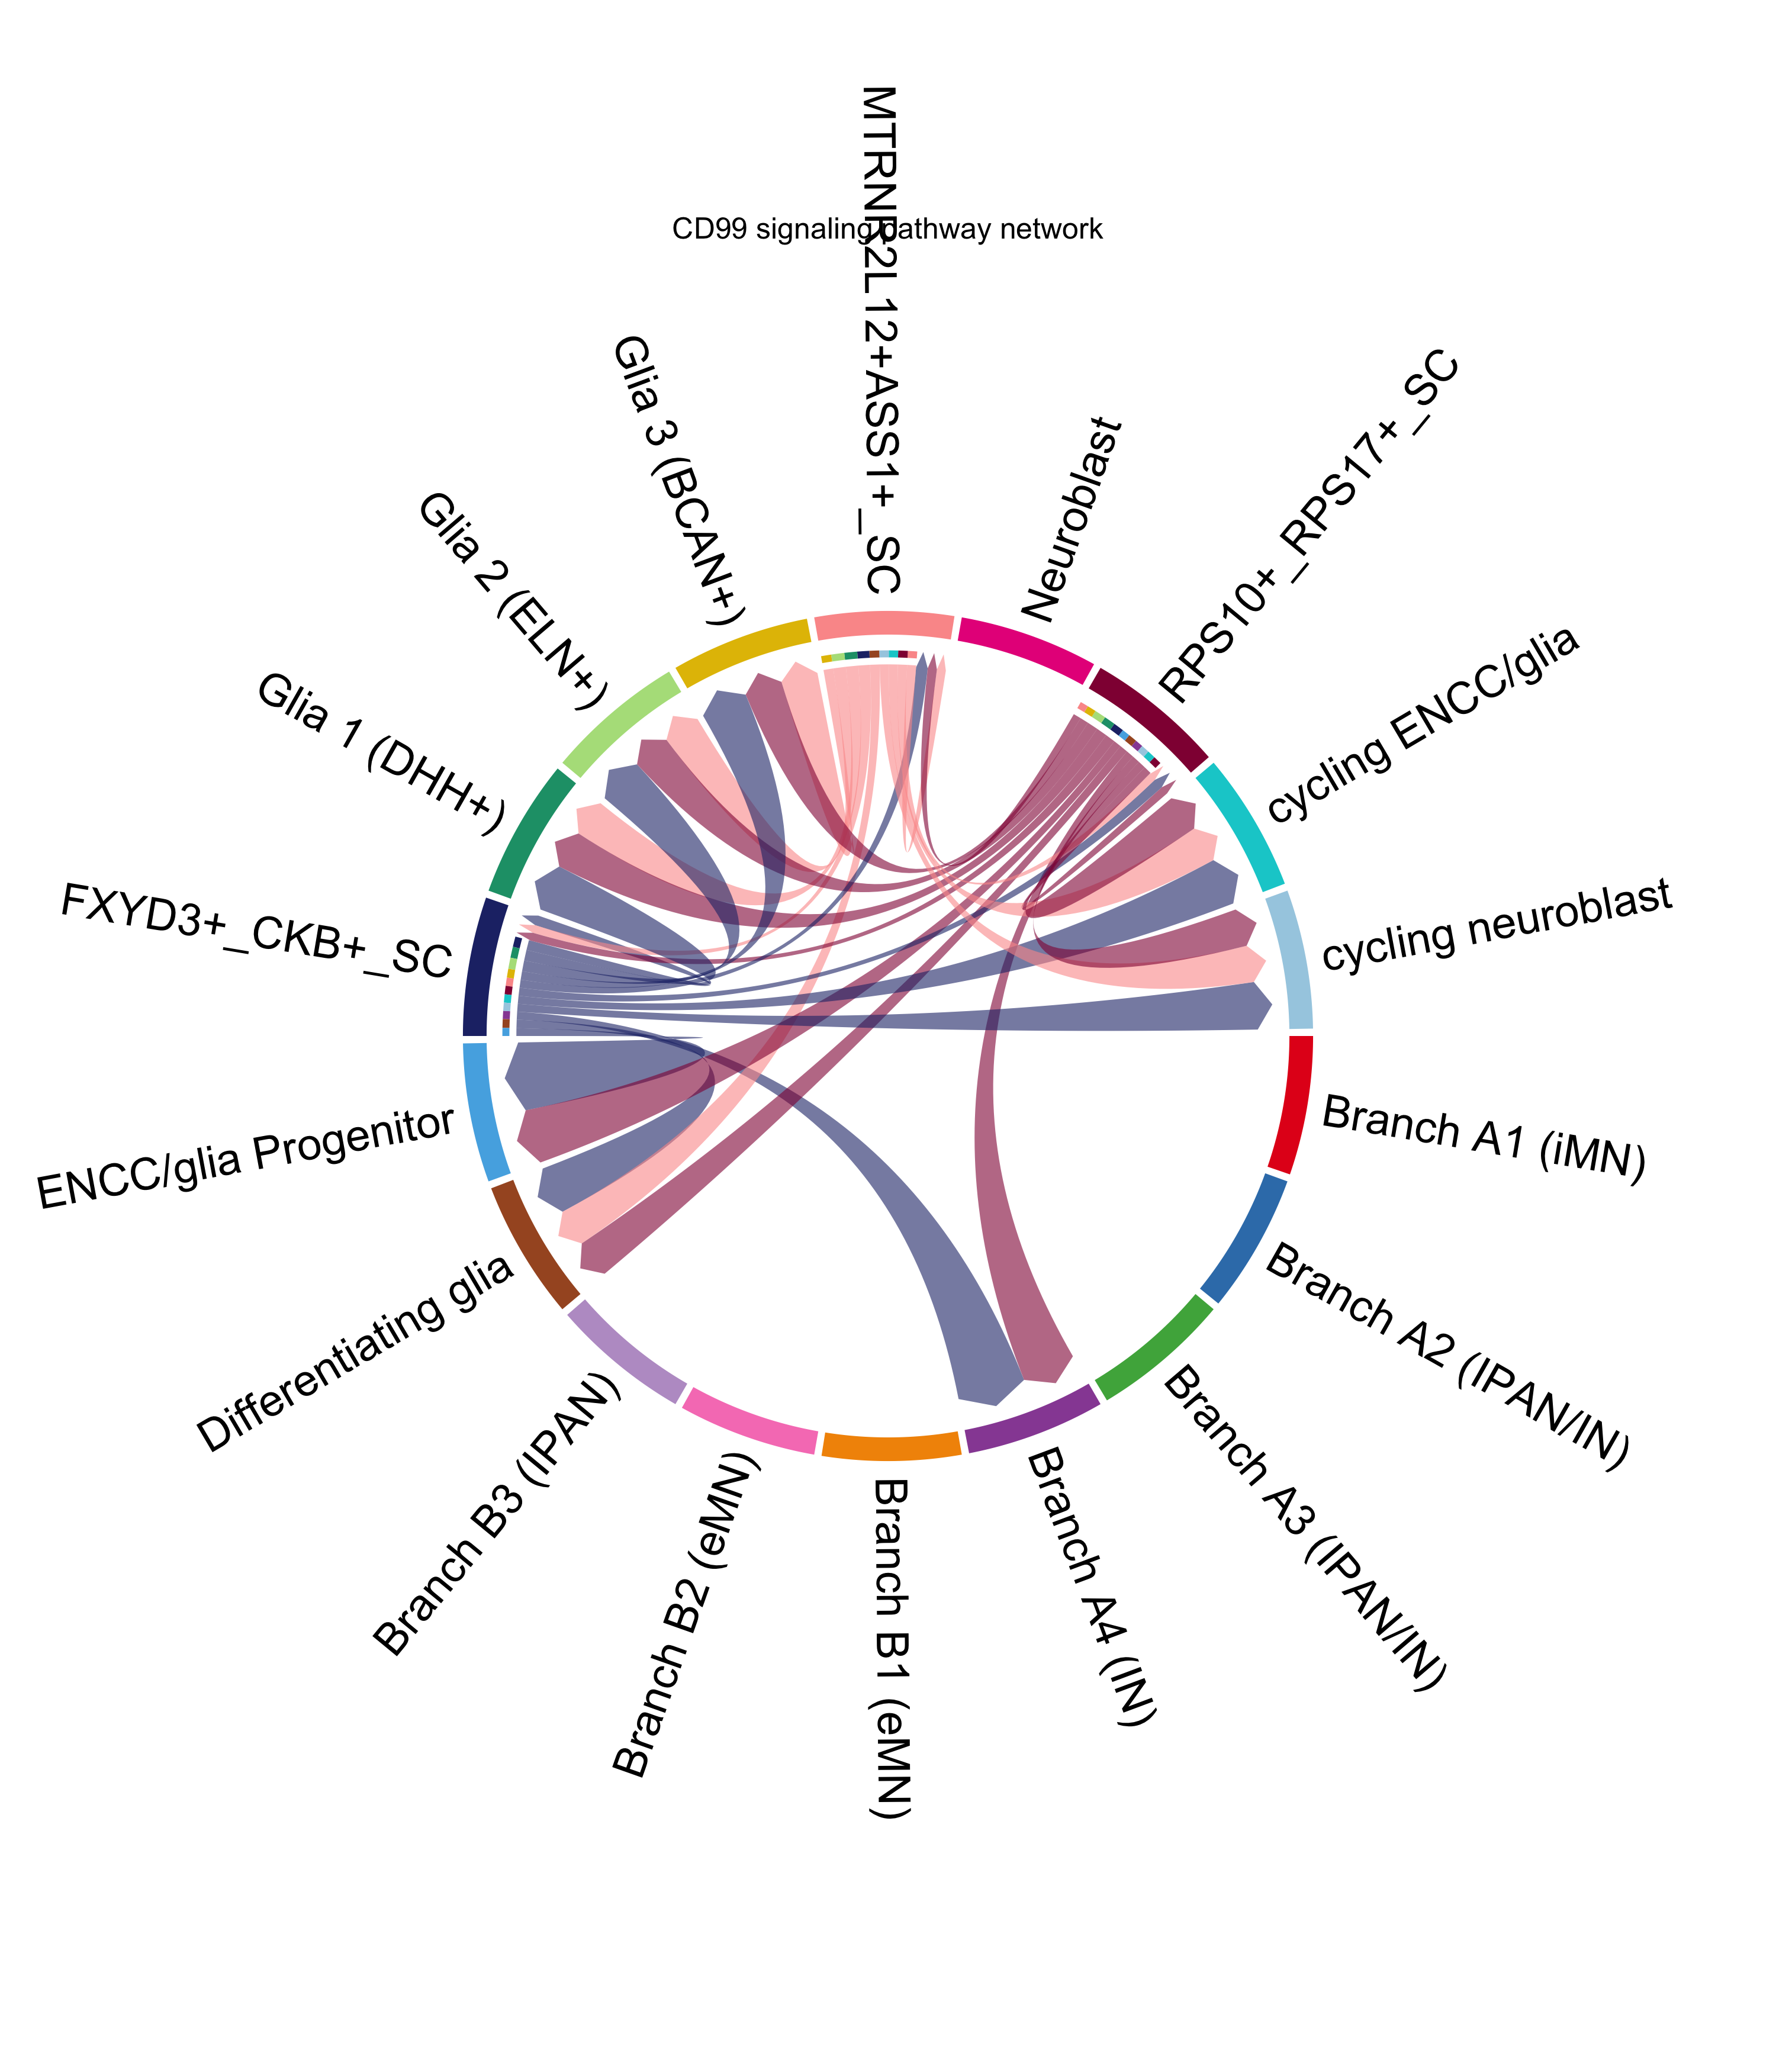 CD99 signaling pathway network
MTRNR2L12+ASS1+_SC
Neuroblast
RPS10+_RPS17+_SC
cycling ENCC/glia
cycling neuroblast
Branch A1 (iMN)
Branch A2 (IPAN/IN)
Branch A3 (IPAN/IN)
Branch A4 (IN)
Branch B1 (eMN)
Branch B2 (eMN)
Branch B3 (IPAN)
Differentiating glia
ENCC/glia Progenitor
FXYD3+_CKB+_SC
Glia 1 (DHH+)
Glia 2 (ELN+)
Glia 3 (BCAN+)